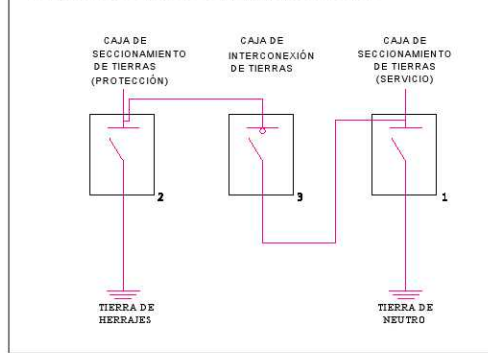 CAJA DE
SECCIONAMIENTO
DE TIERRAS
(PROTECCIÓN)
CAJA DE
INTERCONEXIÓN
DE TIERRAS
CAJA DE
SECCIONAMIENTO
DE TIERRAS
(SERVICIO)
2
3
1
TIERRA DE
HERRAJES
TIERRA DE
NEUTRO